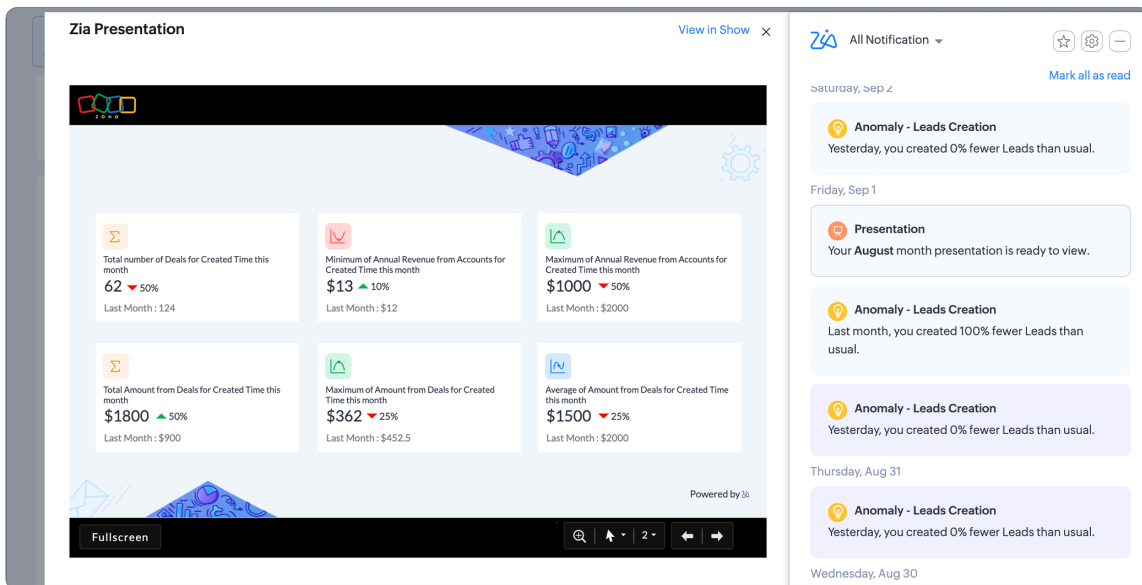 Zia Presentation
View in Show
ZOHO
Total number of Deals for Created Time this
month
62 50%
Last Month : 124
Minimum of Annual Revenue from Accounts for
Created Time this month
$13 10%
Last Month : $12
Maximum of Annual Revenue from Accounts for
Created Time this month
$1000 50%
Last Month : $2000
Total Amount from Deals for Created Time this
month
$1800 50%
Last Month : $900
Maximum of Amount from Deals for Created
Time this month
$362 25%
Last Month : $452.5
Average of Amount from Deals for Created Time
this month
$1500 25%
Last Month : $2000
Powered by Zia
Fullscreen
2
Zia
All Notification
Mark all as read
Saturday, Sep 2
Anomaly - Leads Creation
Yesterday, you created 0% fewer Leads than usual.
Friday, Sep 1
Presentation
Your August month presentation is ready to view.
Anomaly - Leads Creation
Last month, you created 100% fewer Leads than
usual.
Anomaly - Leads Creation
Yesterday, you created 0% fewer Leads than usual.
Thursday, Aug 31
Anomaly - Leads Creation
Yesterday, you created 0% fewer Leads than usual.
Wednesday, Aug 30